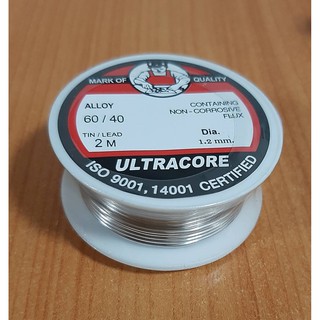 MARK OF QUALITY
ALLOY
60 / 40
TIN / LEAD
2 M
CONTAINING
NON - CORROSIVE
FLUX
Dia.
1.2 mm.
ULTRACORE
ISO 9001, 14001 CERTIFIED